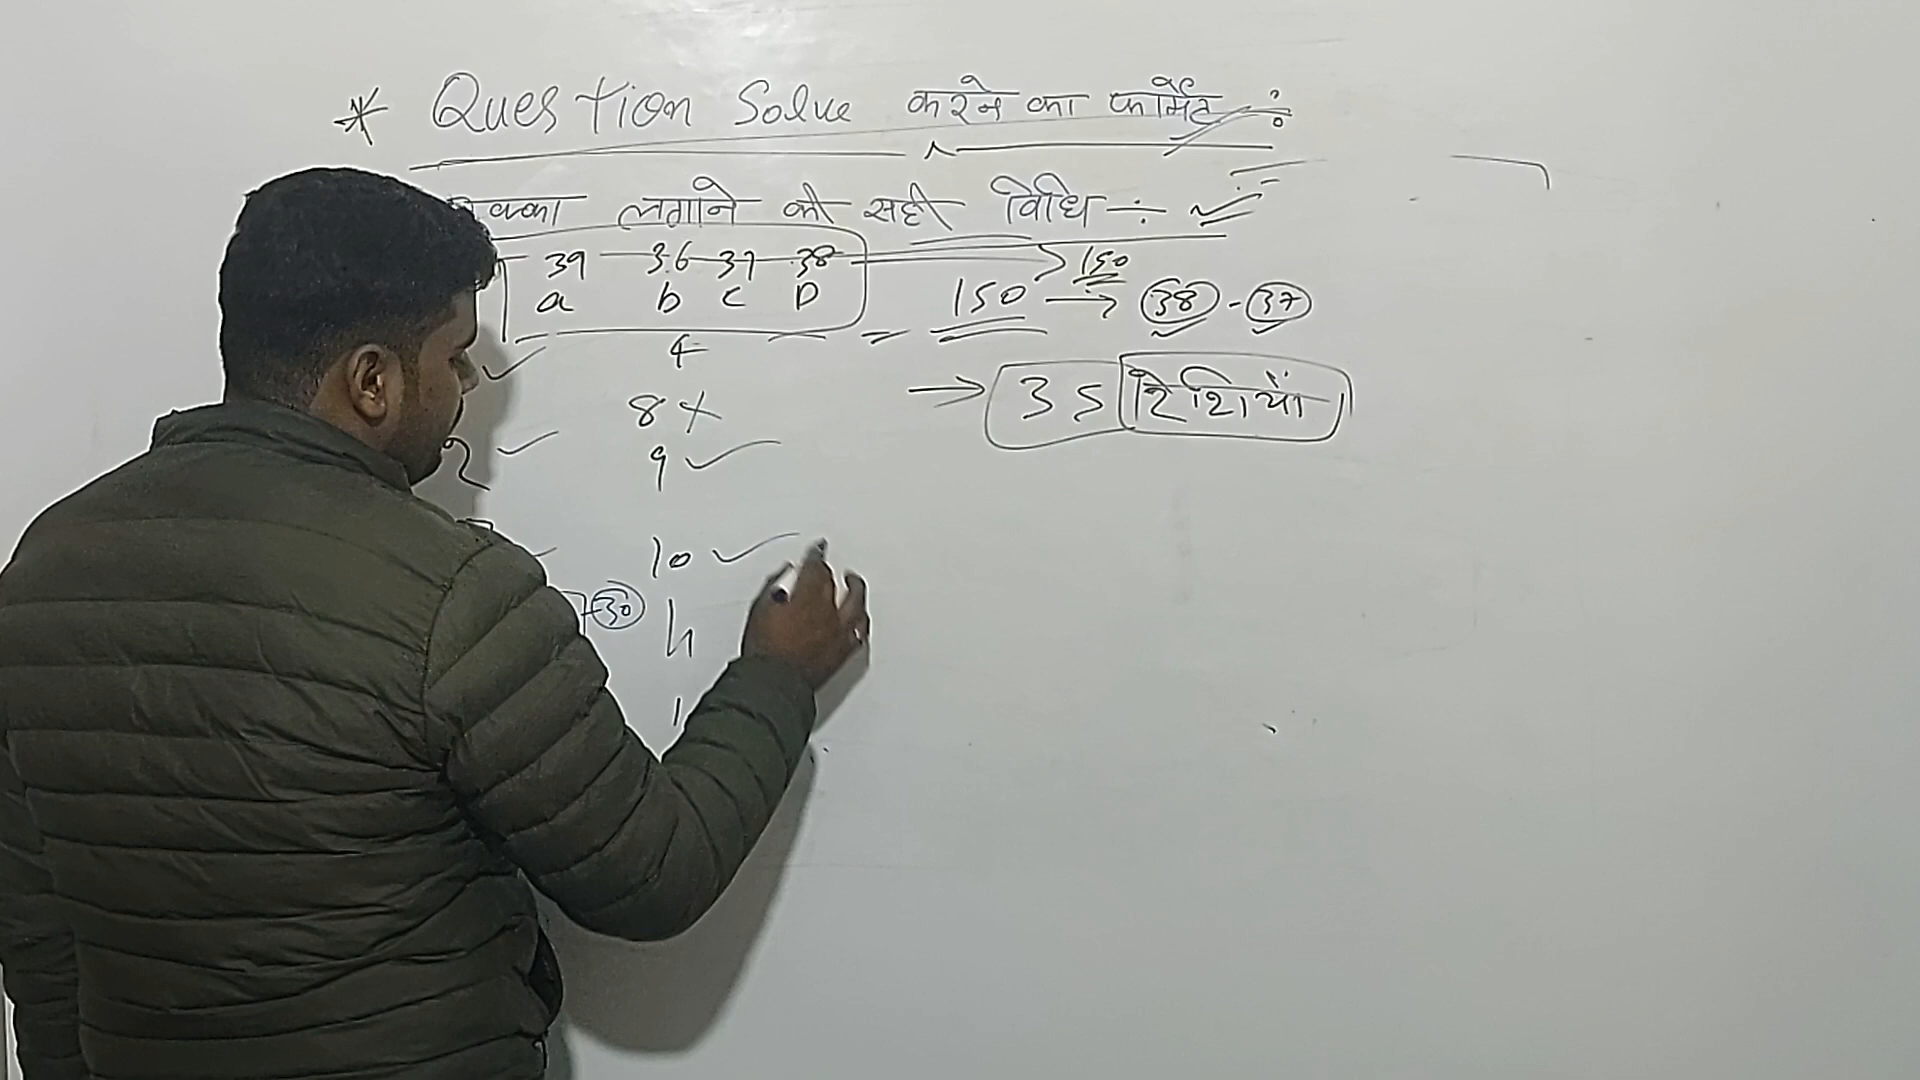 * Question Solve करने का फार्मेट ÷
लगाने की सही विधि ÷
39 36 37 38 150
a b c D 150 → 38 - 37
4
8 × → 35
2 9
10
30